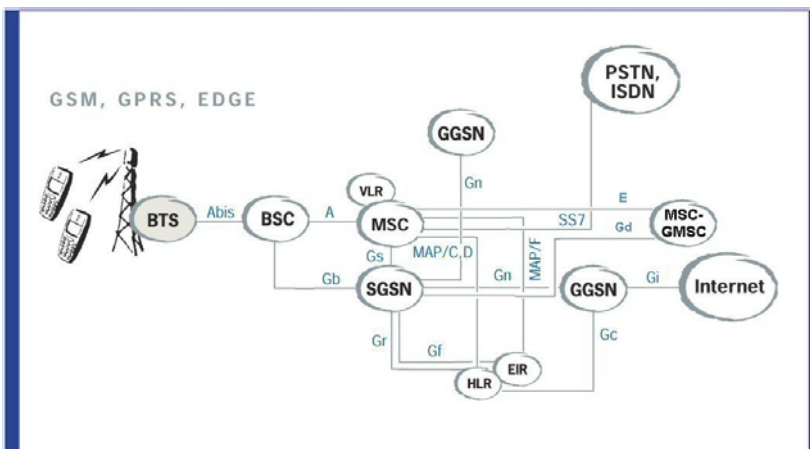 GSM, GPRS, EDGE
PSTN,
ISDN
GGSN
Gn
VLR
E
BTS
Abis
BSC
A
MSC
SS7
Gd
MSC-
GMSC
Gs
MAP/C,D
MAP/F
Gb
SGSN
Gn
GGSN
Gi
Internet
Gr
Gf
Gc
HLR
EIR